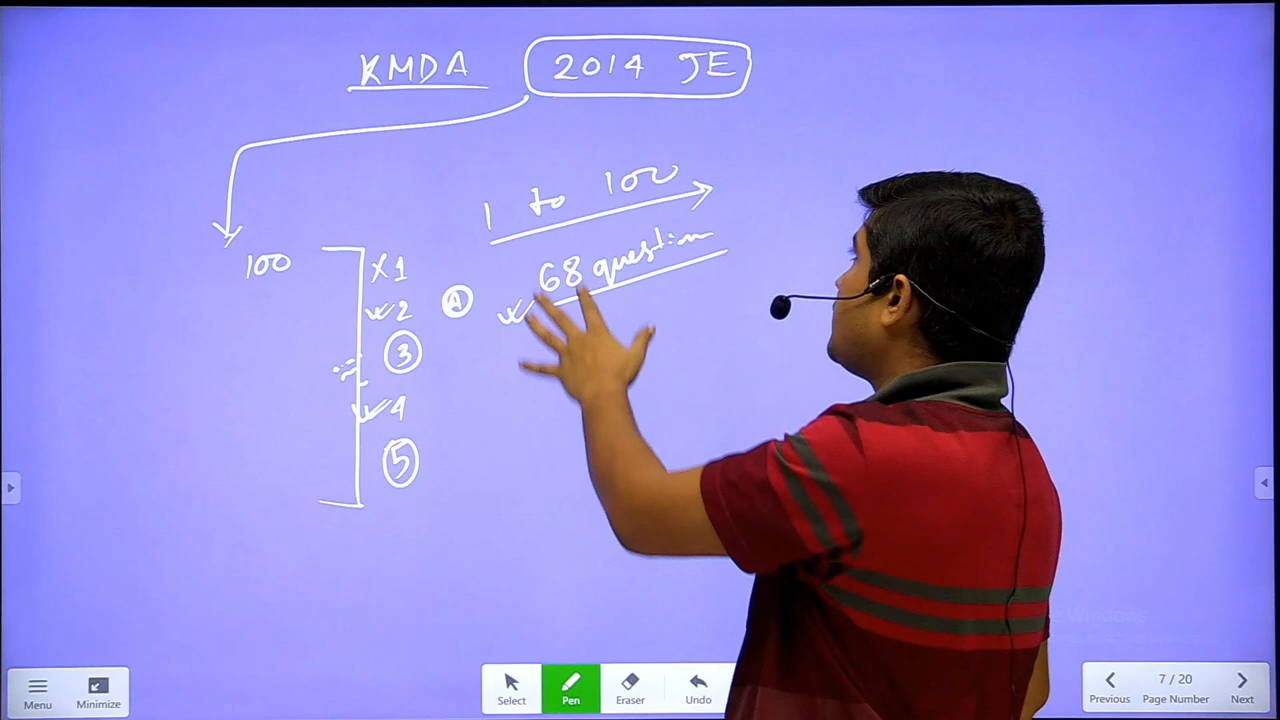 KMDA 2014 JE
1 to 100
68 question
100
X 1
2 A
3
4
5
Windows
Menu
Minimize
Select
Pen
Eraser
Undo
7 / 20
Previous
Page Number
Next